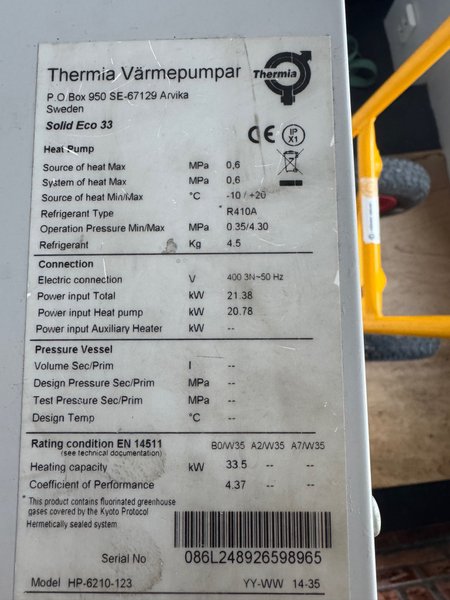 Thermia Värmepumpar
Thermia
P.O.Box 950 SE-67129 Arvika
Sweden
Solid Eco 33
CE IP X1
Heat Pump
Source of heat Max MPa 0,6
System of heat Max MPa 0,6
Source of heat Min/Max °C -10 / +20
Refrigerant Type R410A
Operation Pressure Min/Max MPa 0.35/4.30
Refrigerant Kg 4.5
Connection
Electric connection V 400 3N~50 Hz
Power input Total kW 21.38
Power input Heat pump kW 20.78
Power input Auxiliary Heater kW --
Pressure Vessel
Volume Sec/Prim l --
Design Pressure Sec/Prim MPa --
Test Pressure Sec/Prim MPa --
Design Temp °C --
Rating condition EN 14511 B0/W35 A2/W35 A7/W35
(see technical documentation)
Heating capacity kW 33.5 -- --
Coefficient of Performance 4.37 -- --
This product contains fluorinated greenhouse
gases covered by the Kyoto Protocol
Hermetically sealed system
Serial No 086L248926598965
Model HP-6210-123 YY-WW 14-35